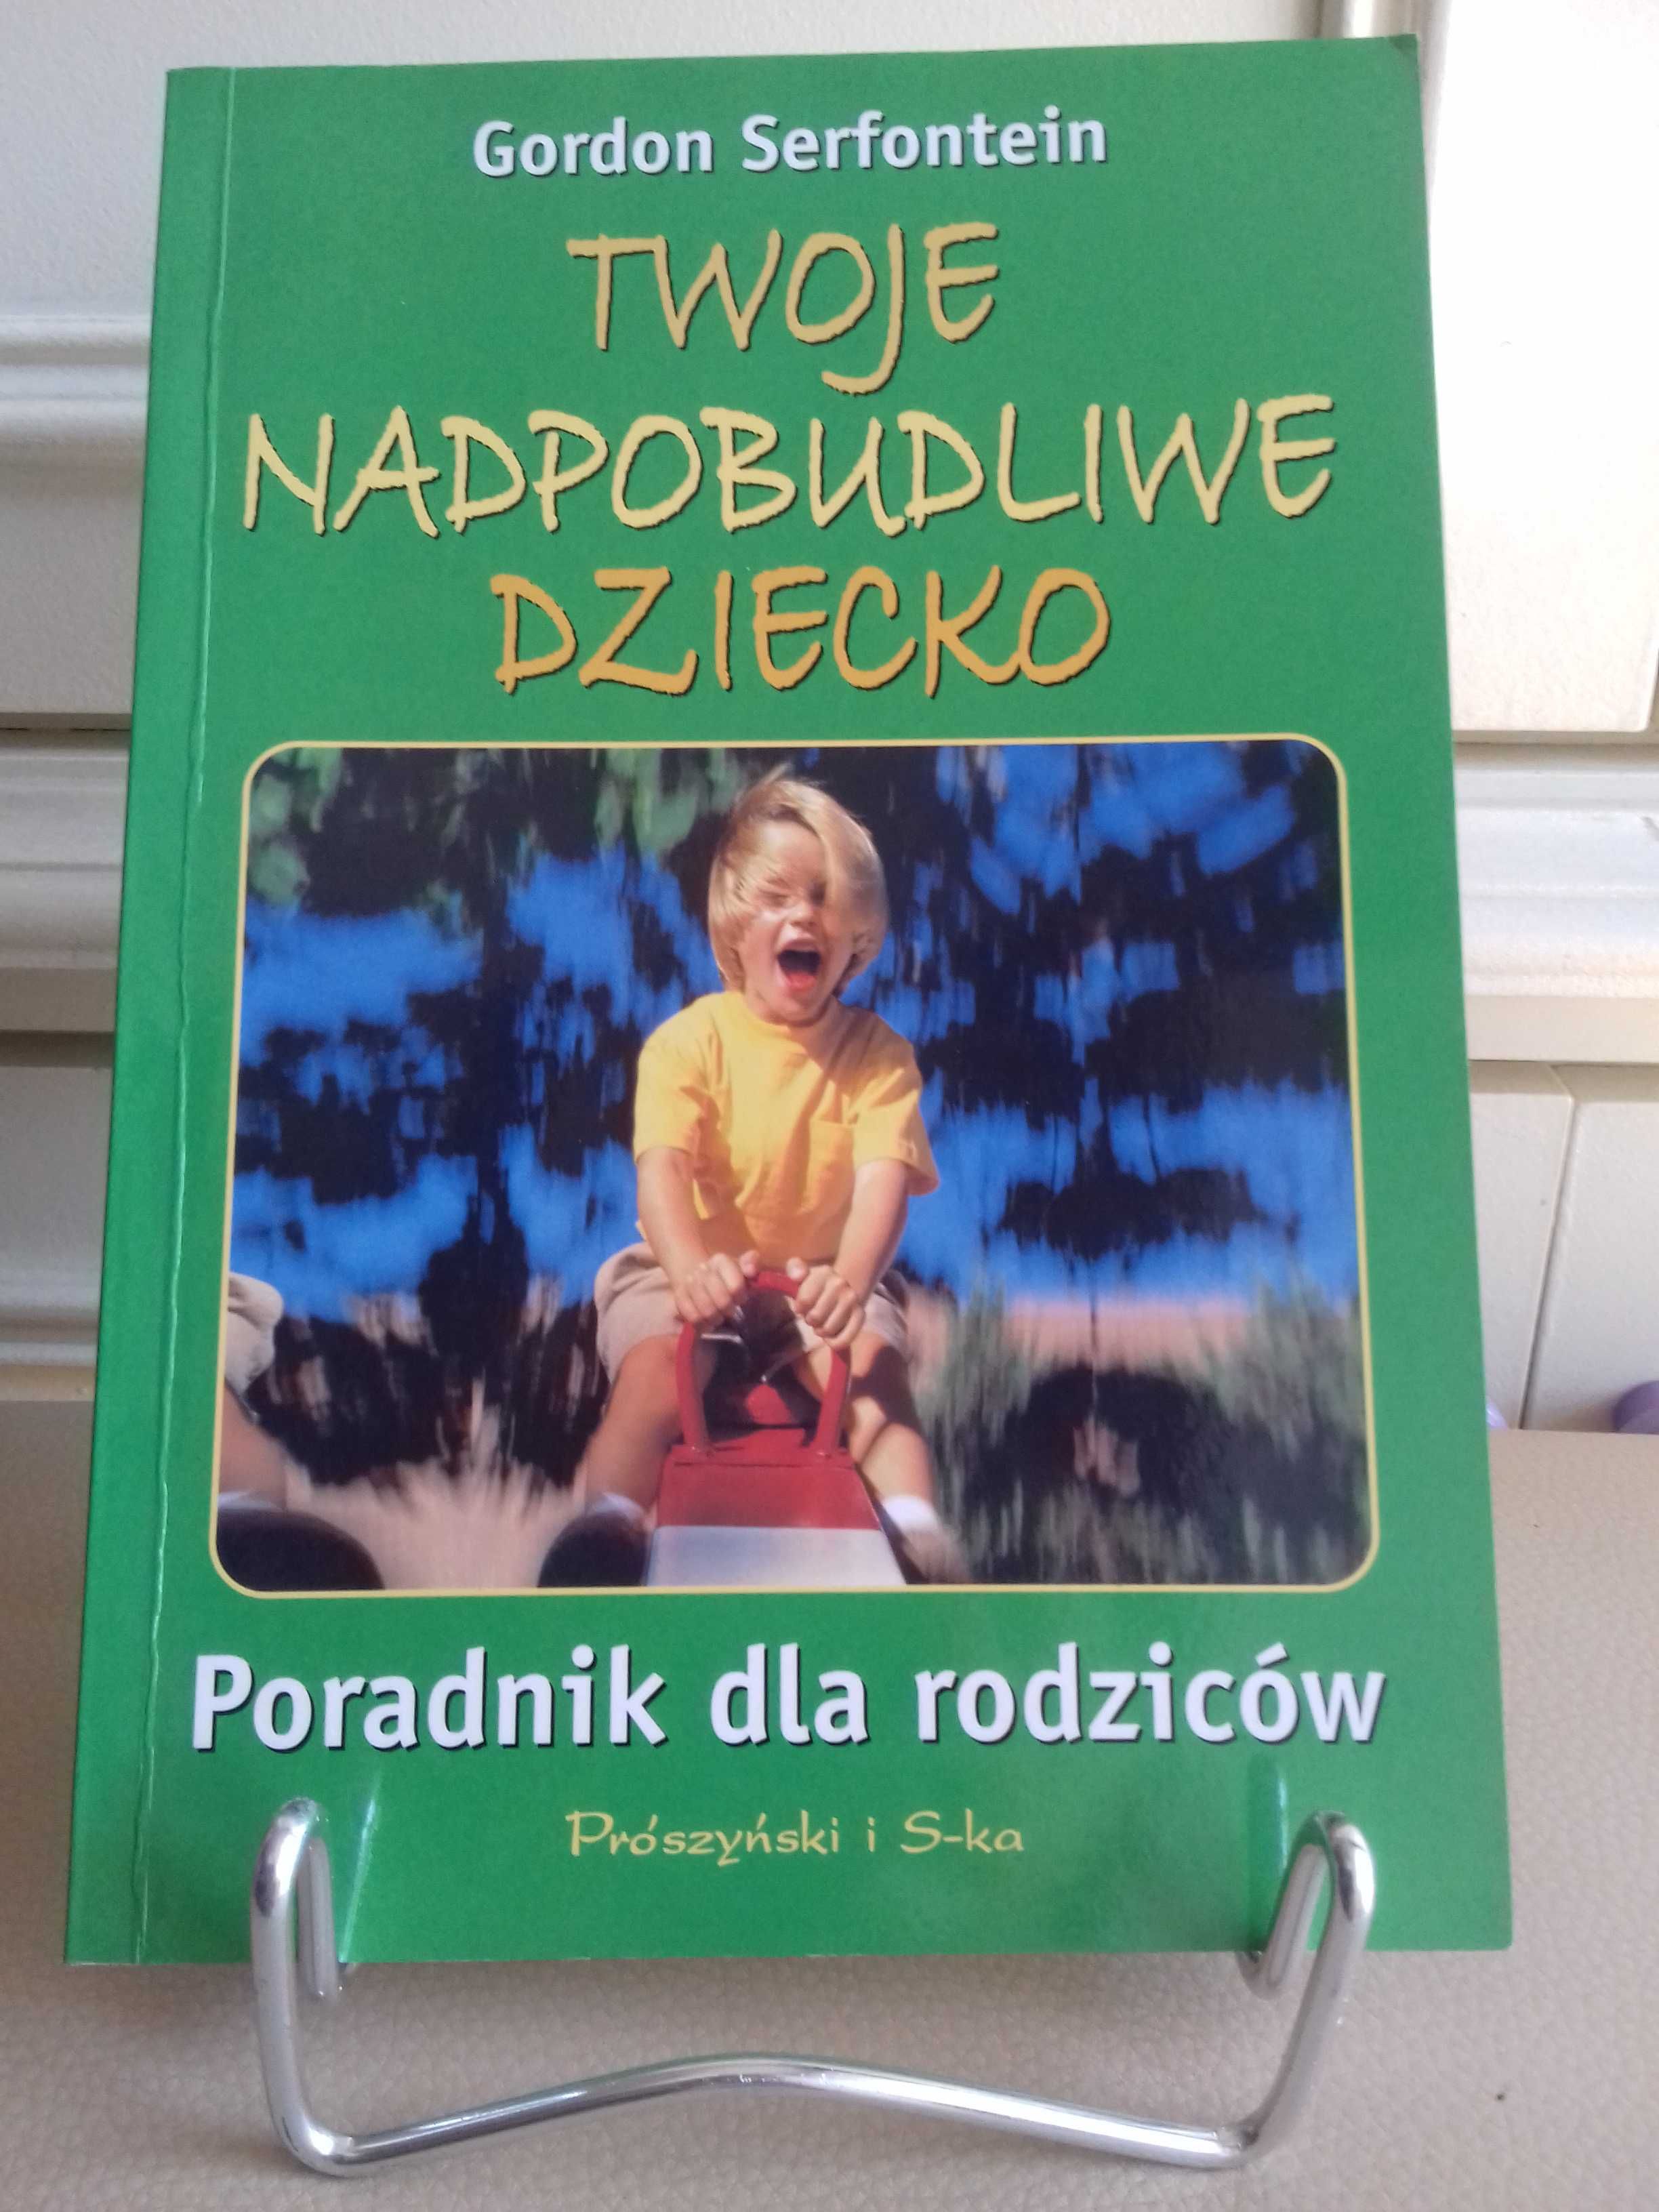 Gordon Serfontein
TWOJE
NADPOBUDLIWE
DZIECKO
Poradnik dla rodziców
Prószyński i S-ka